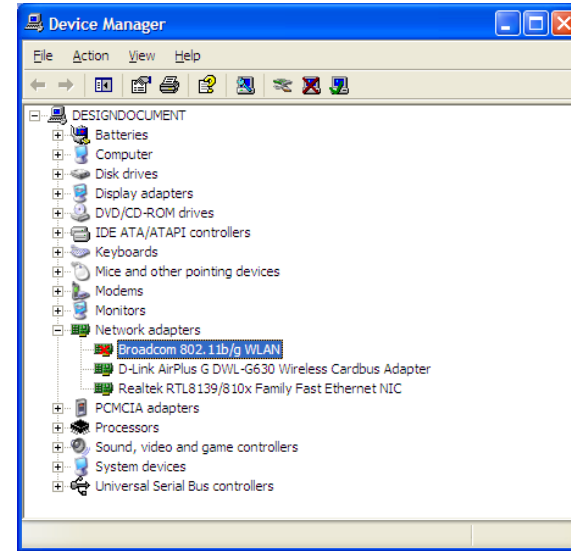 Device Manager
File Action View Help
DESIGNDOCUMENT
Batteries
Computer
Disk drives
Display adapters
DVD/CD-ROM drives
IDE ATA/ATAPI controllers
Keyboards
Mice and other pointing devices
Modems
Monitors
Network adapters
Broadcom 802.11b/g WLAN
D-Link AirPlus G DWL-G630 Wireless Cardbus Adapter
Realtek RTL8139/810x Family Fast Ethernet NIC
PCMCIA adapters
Processors
Sound, video and game controllers
System devices
Universal Serial Bus controllers